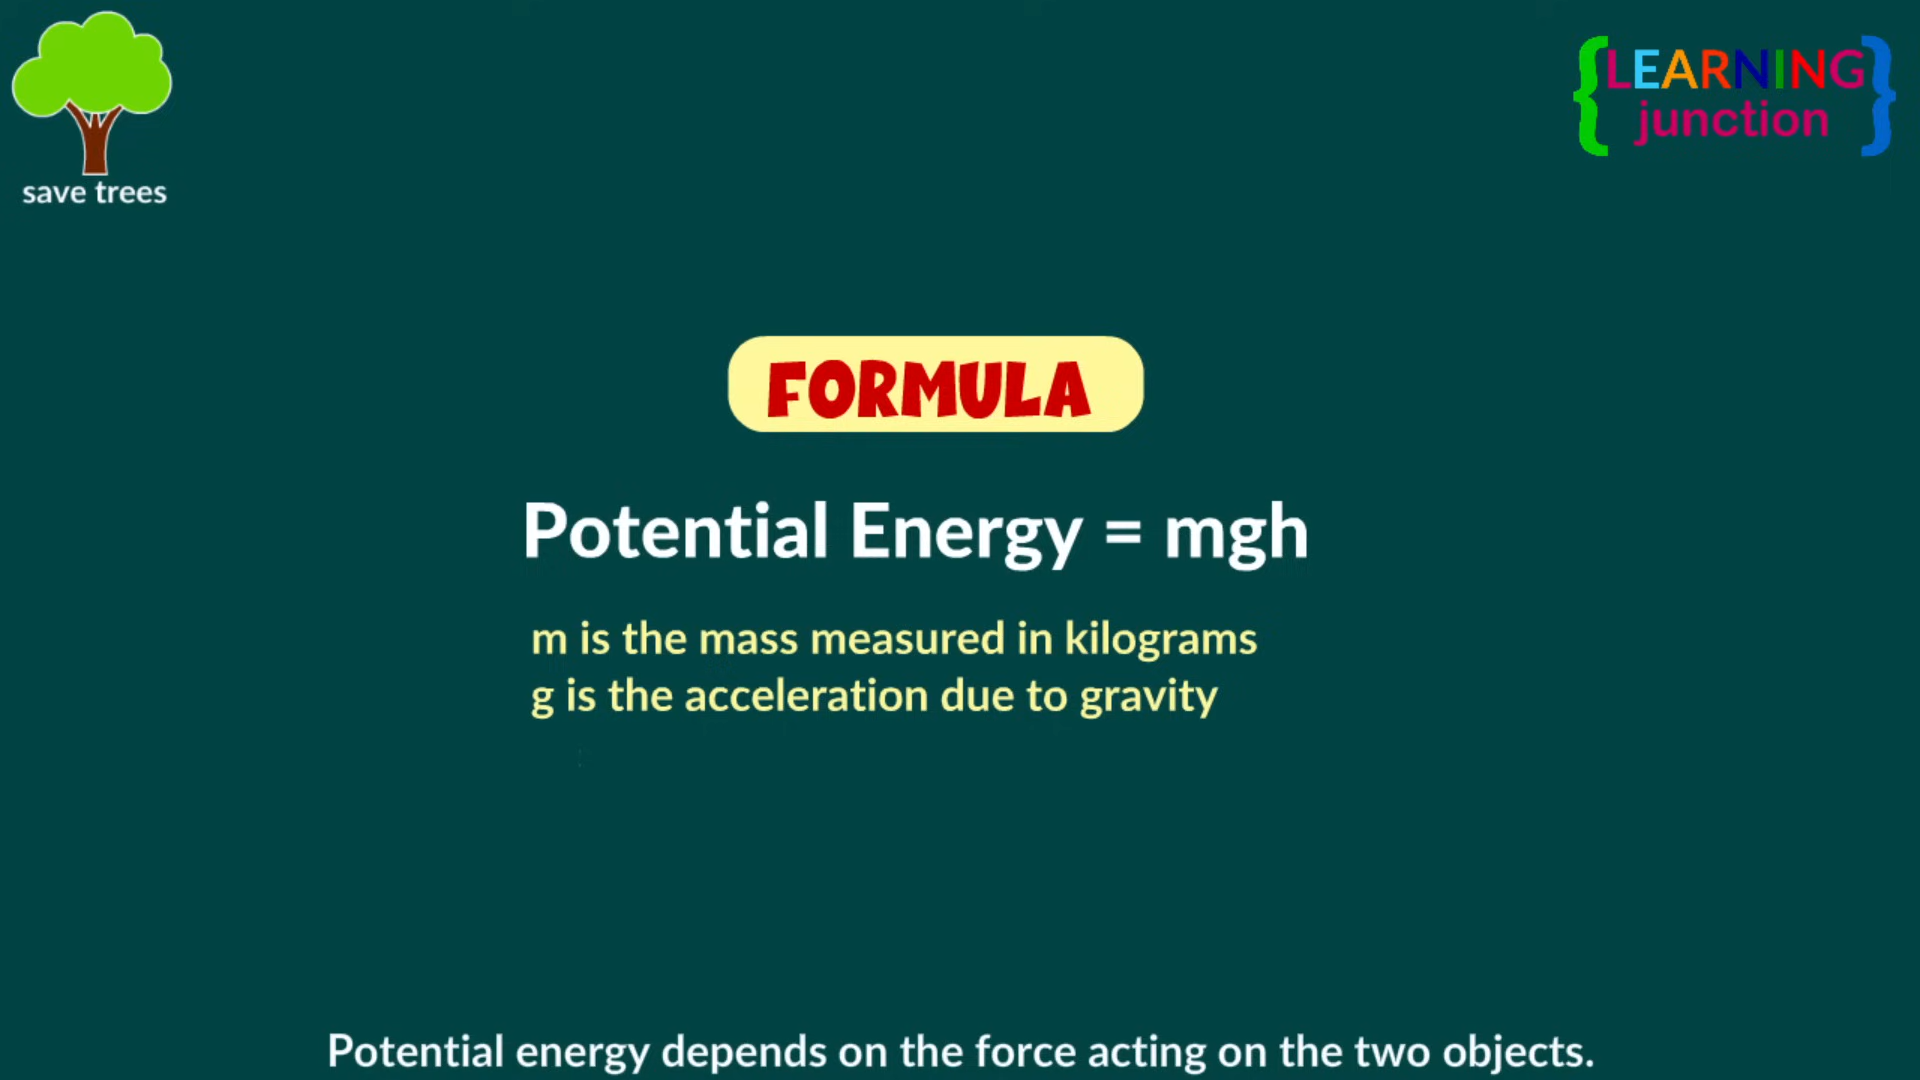 save trees
{LEARNING}
junction
FORMULA
Potential Energy = mgh
m is the mass measured in kilograms
g is the acceleration due to gravity
Potential energy depends on the force acting on the two objects.